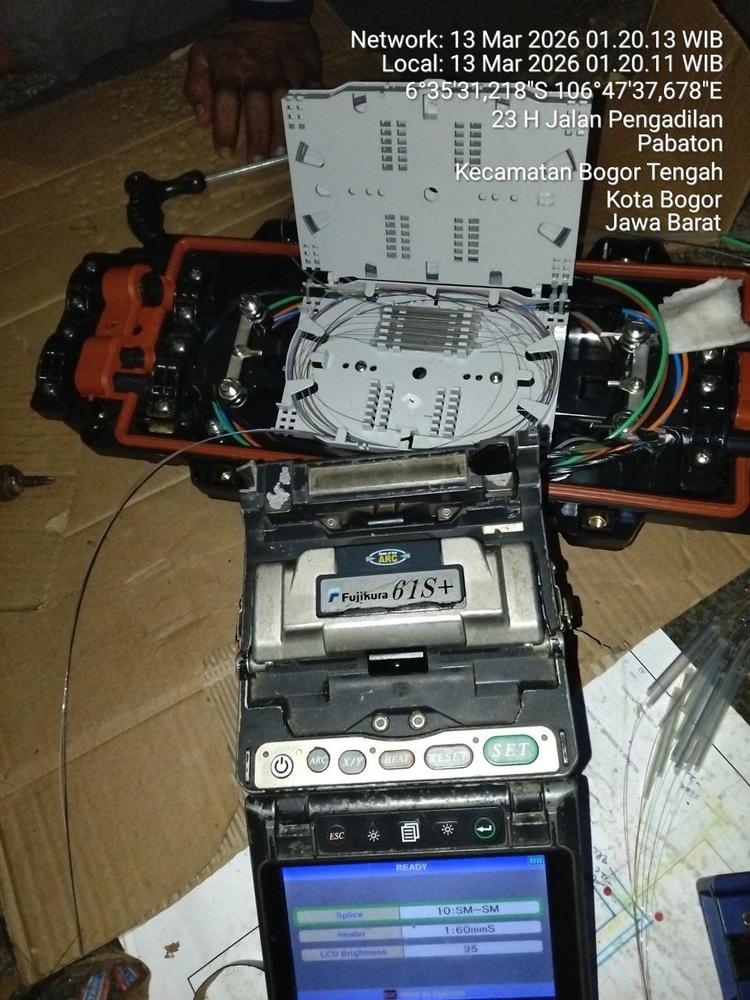 Network: 13 Mar 2026 01.20.13 WIB
Local: 13 Mar 2026 01.20.11 WIB
6°35'31,218"S 106°47'37,678"E
23 H Jalan Pengadilan
Pabaton
Kecamatan Bogor Tengah
Kota Bogor
Jawa Barat
ARC
Fujikura 61S+
ARC X/Y HEAT RESET SET
ESC
READY
Splice 10:SM-SM
Heater 1:60mmS
LCD Brightness 95